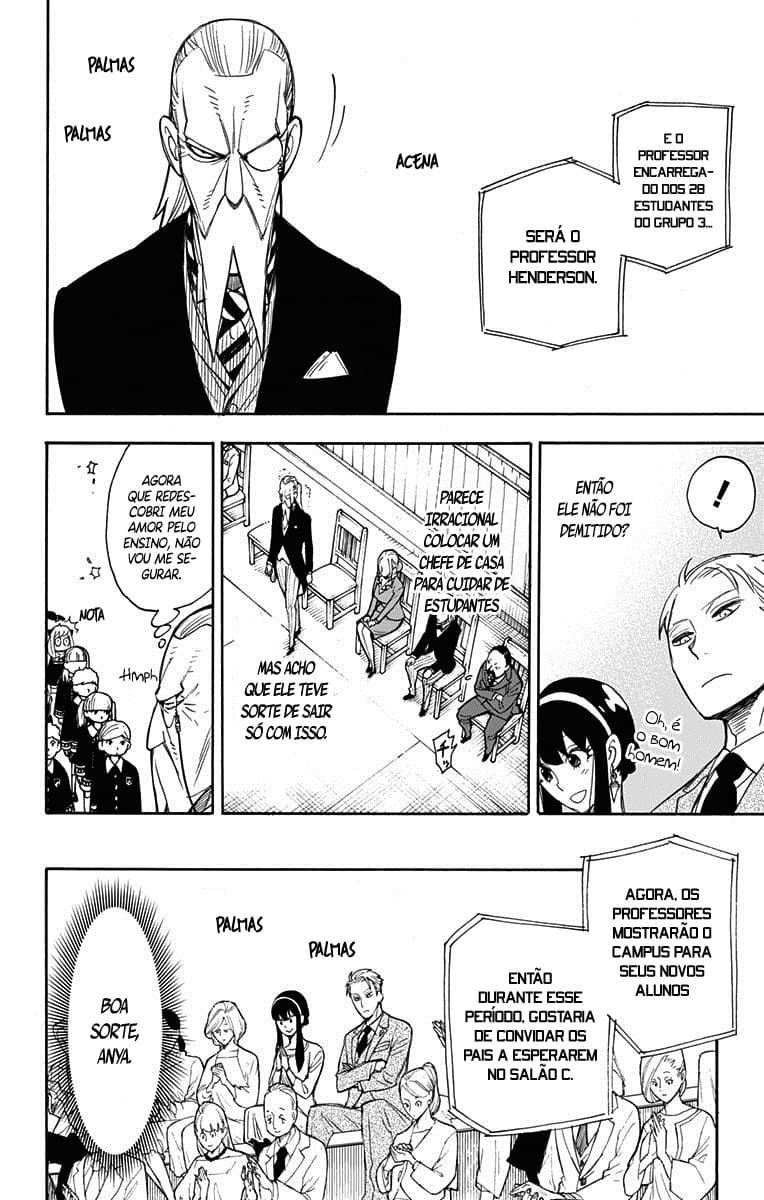 E O
PROFESSOR
ENCARREGA-
DO DOS 28
ESTUDANTES
DO GRUPO 3...
SERÁ O
PROFESSOR
HENDERSON.
ACENA
PALMAS
PALMAS
!
ENTÃO
ELE NÃO FOI
DEMITIDO?
Oh, é
o bom
homem!
PARECE
IRRACIONAL
COLOCAR UM
CHEFE DE CASA
PARA CUIDAR DE
ESTUDANTES
MAS ACHO
QUE ELE TEVE
SORTE DE SAIR
SÓ COM ISSO.
AGORA
QUE REDES-
COBRI MEU
AMOR PELO
ENSINO, NÃO
VOU ME SE-
GURAR.
NOTA
Hmph
AGORA, OS
PROFESSORES
MOSTRARÃO O
CAMPUS PARA
SEUS NOVOS
ALUNOS
ENTÃO
DURANTE ESSE
PERÍODO, GOSTARIA
DE CONVIDAR OS
PAIS A ESPERAREM
NO SALÃO C.
PALMAS
PALMAS
BOA
SORTE,
ANYA.